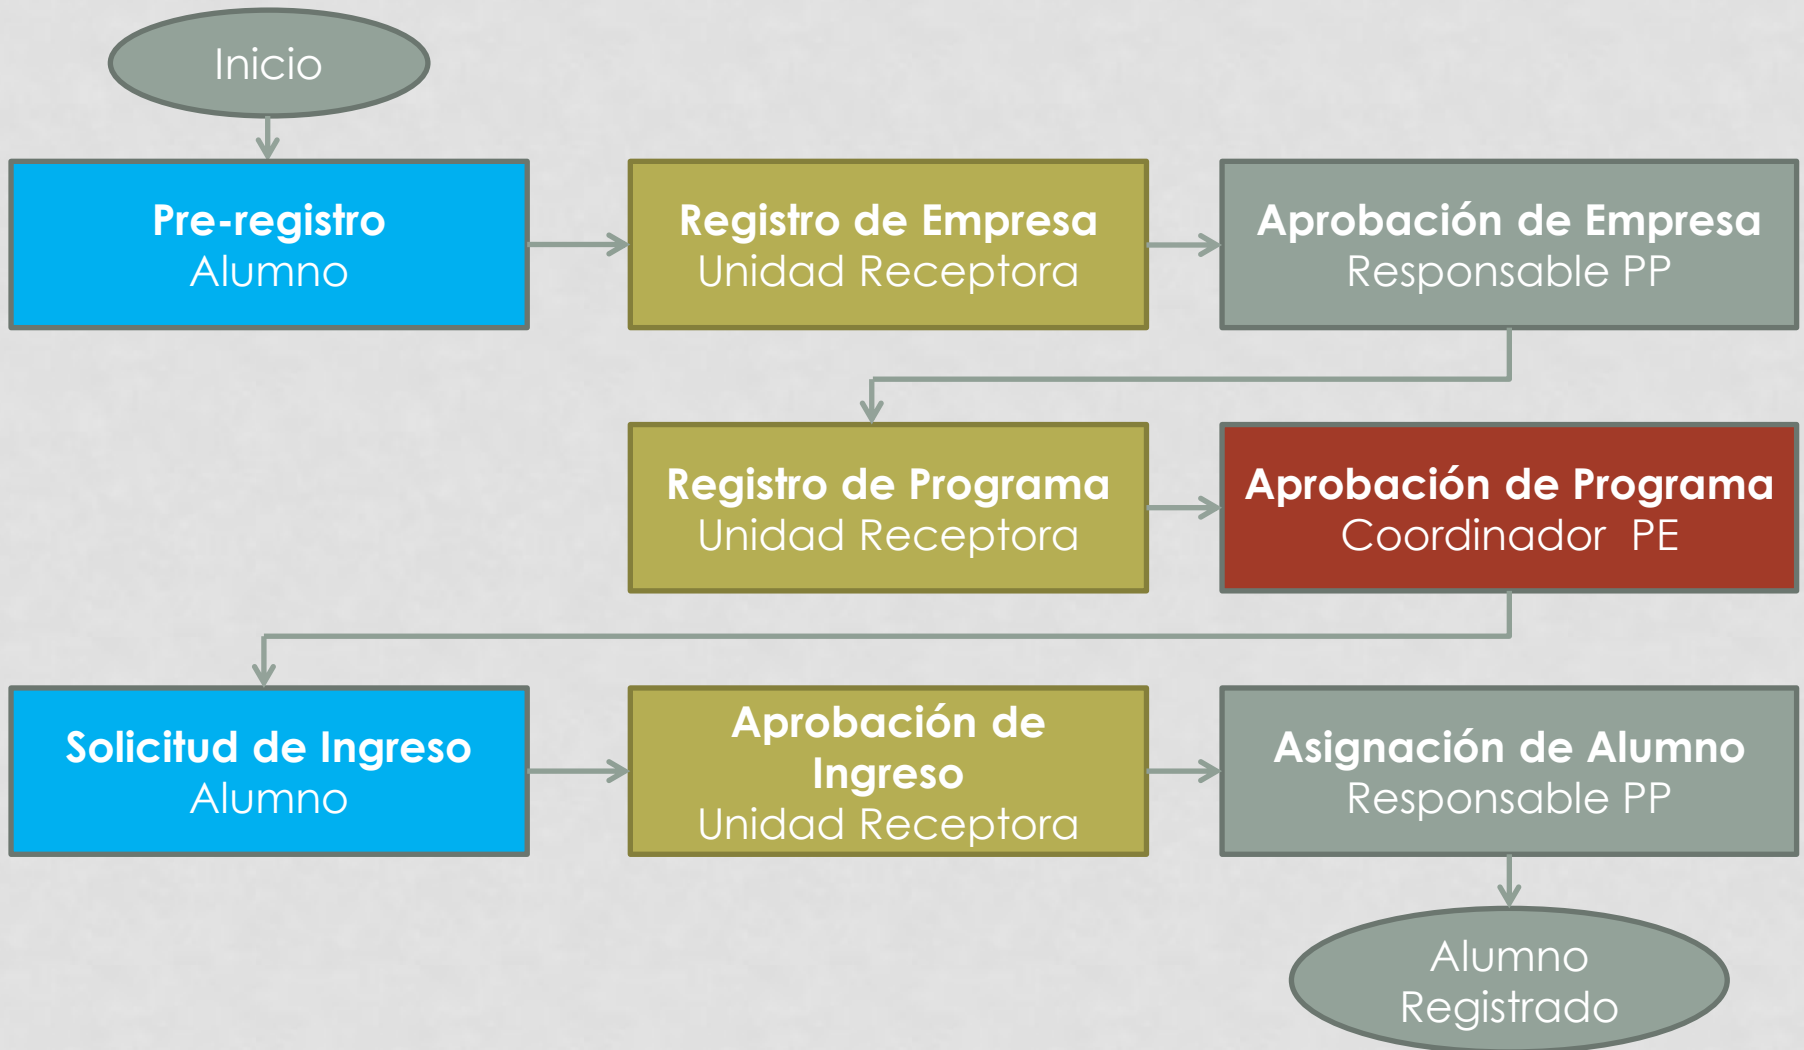 Inicio
Pre-registro
Alumno
Registro de Empresa
Unidad Receptora
Aprobación de Empresa
Responsable PP
Registro de Programa
Unidad Receptora
Aprobación de Programa
Coordinador PE
Solicitud de Ingreso
Alumno
Aprobación de
Ingreso
Unidad Receptora
Asignación de Alumno
Responsable PP
Alumno
Registrado